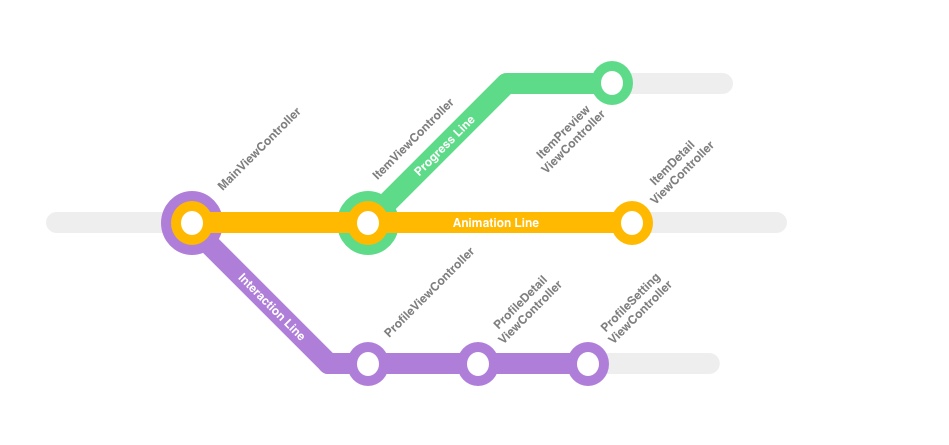 MainViewController
ItemViewController
Progress Line
ItemPreview
ViewController
ItemDetail
ViewController
Animation Line
Interaction Line
ProfileViewController
ProfileDetail
ViewController
ProfileSetting
ViewController